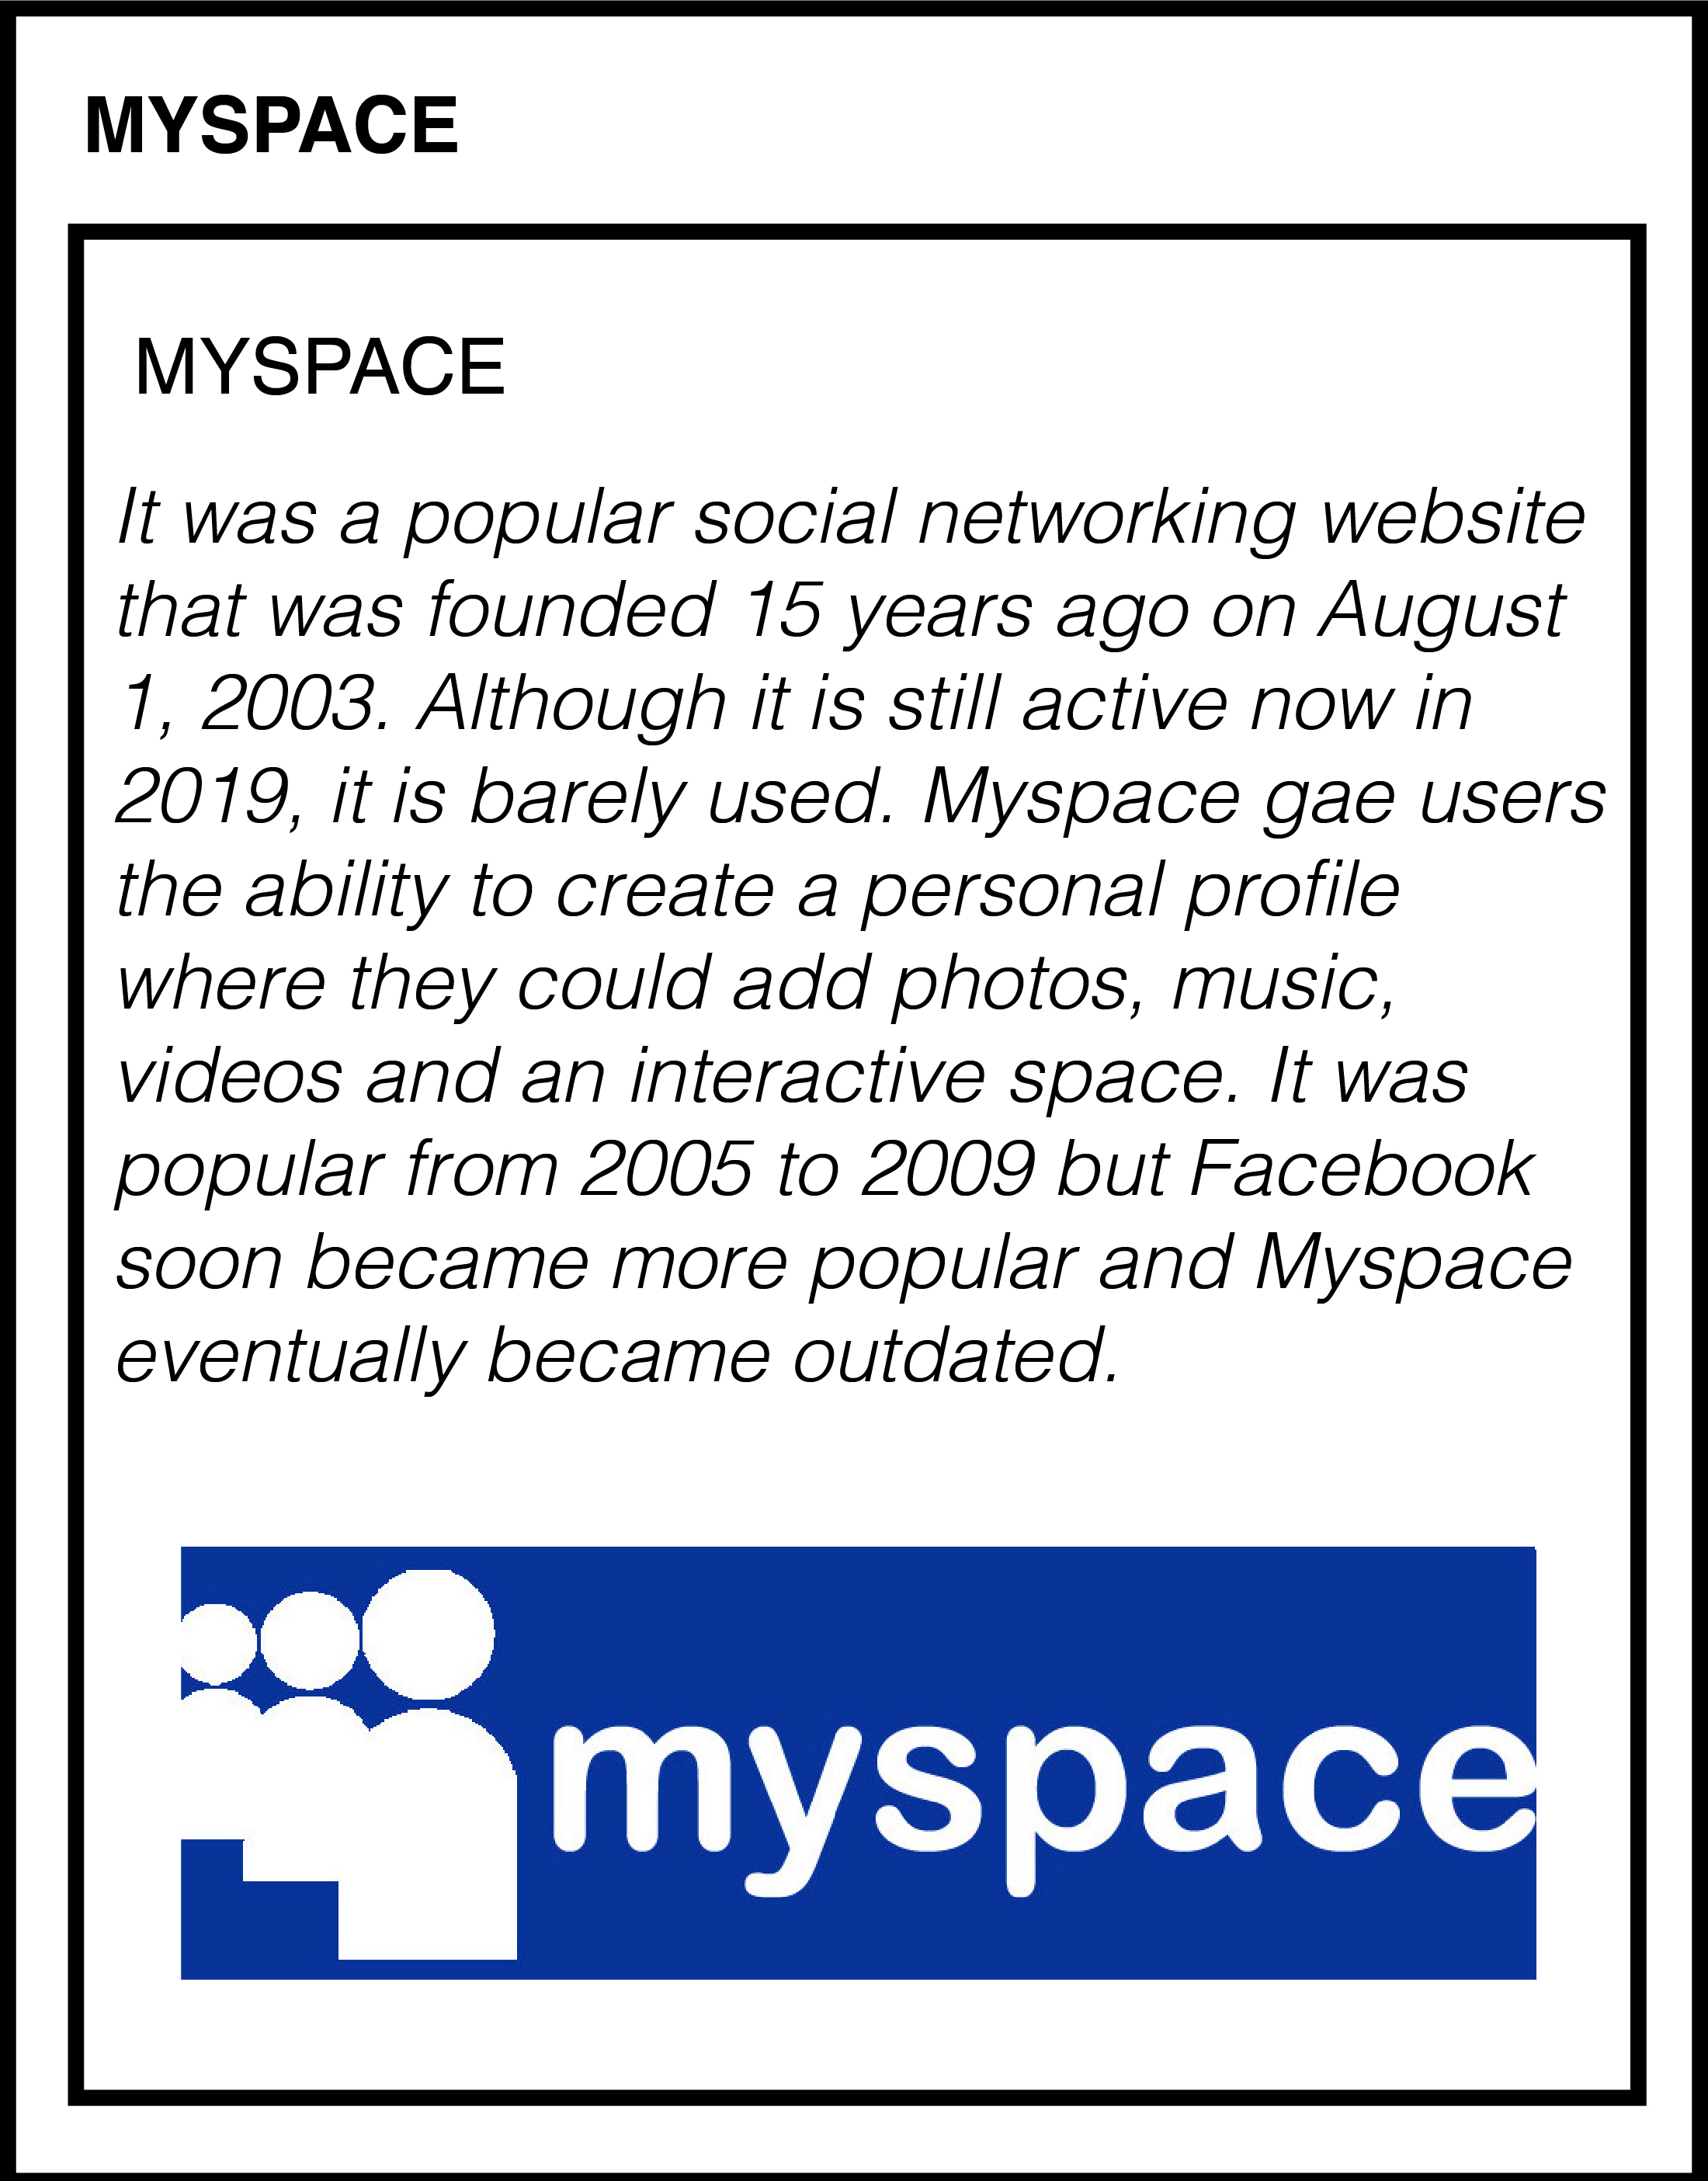 MYSPACE
MYSPACE
It was a popular social networking website
that was founded 15 years ago on August
1, 2003. Although it is still active now in
2019, it is barely used. Myspace gae users
the ability to create a personal profile
where they could add photos, music,
videos and an interactive space. It was
popular from 2005 to 2009 but Facebook
soon became more popular and Myspace
eventually became outdated.
myspace